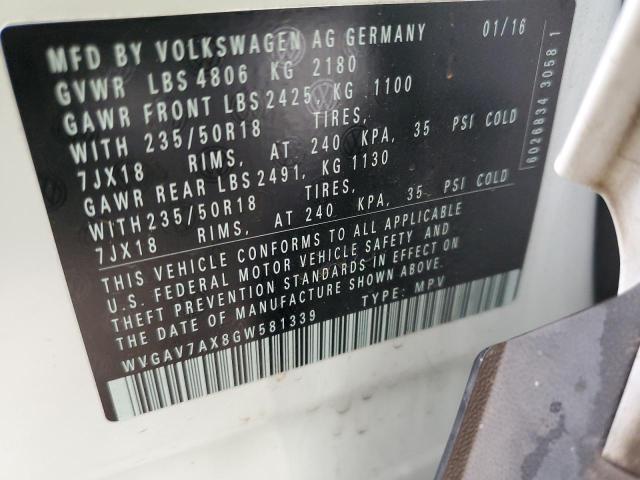 MFD BY VOLKSWAGEN AG GERMANY 01/16
GVWR LBS 4806 KG 2180
GAWR FRONT LBS 2425, KG 1100
WITH 235/50R18 TIRES,
7JX18 RIMS, AT 240 KPA, 35 PSI COLD
GAWR REAR LBS 2491, KG 1130
WITH 235/50R18 TIRES,
7JX18 RIMS, AT 240 KPA, 35 PSI COLD
THIS VEHICLE CONFORMS TO ALL APPLICABLE
U.S. FEDERAL MOTOR VEHICLE SAFETY AND
THEFT PREVENTION STANDARDS IN EFFECT ON
THE DATE OF MANUFACTURE SHOWN ABOVE.
WVGAV7AX8GW581339 TYPE: MPV
6026834 3058 1